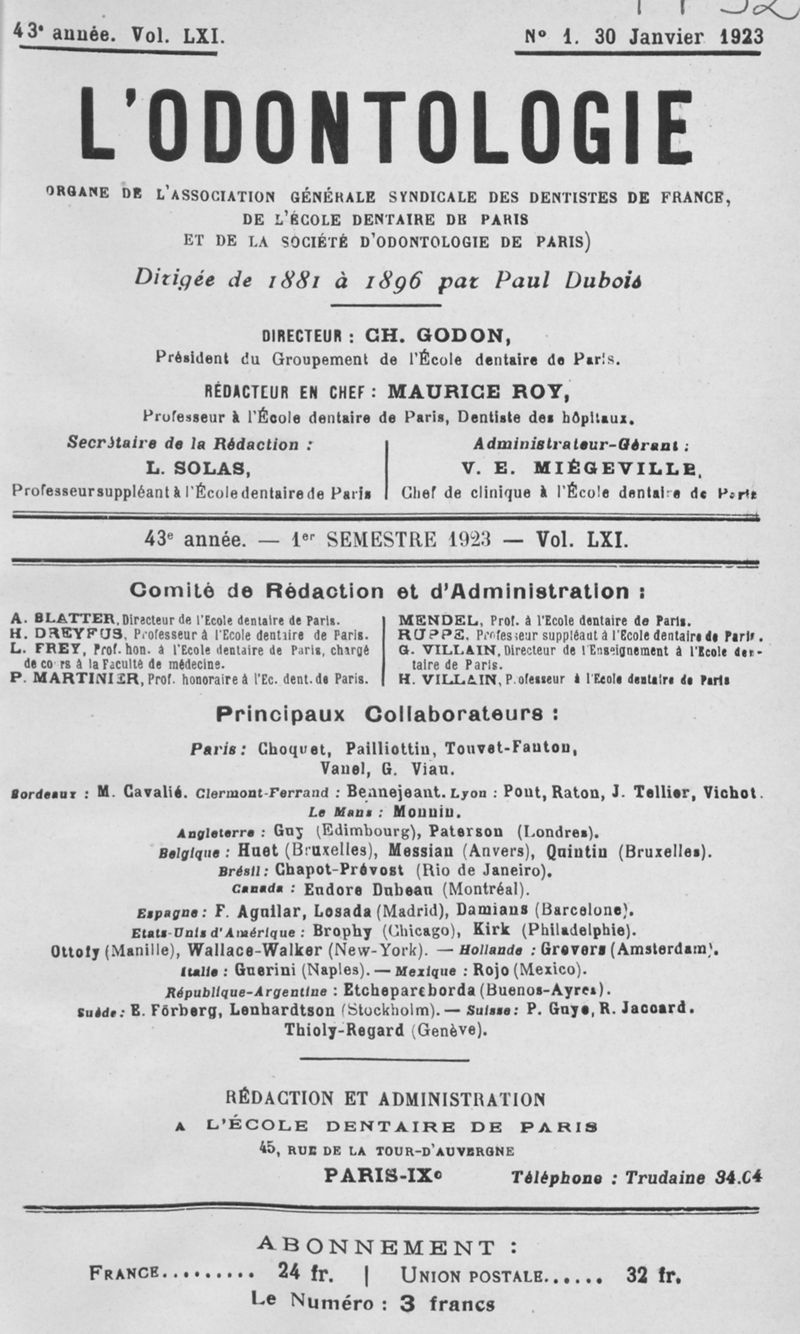 43e année. Vol. LXI.
N° 1. 30 Janvier 1923
L'ODONTOLOGIE
ORGANE DE L'ASSOCIATION GÉNÉRALE SYNDICALE DES DENTISTES DE FRANCE,
DE L'ÉCOLE DENTAIRE DE PARIS
ET DE LA SOCIÉTÉ D'ODONTOLOGIE DE PARIS)
Dirigée de 1881 à 1896 par Paul Dubois
DIRECTEUR : CH. GODON,
Président du Groupement de l'École dentaire de Paris.
RÉDACTEUR EN CHEF : MAURICE ROY,
Professeur à l'École dentaire de Paris, Dentiste des hôpitaux.
Secrétaire de la Rédaction :
L. SOLAS,
Professeur suppléant à l'École dentaire de Paris
Administrateur-Gérant :
V. E. MIÉGEVILLE,
Chef de clinique à l'École dentaire de Paris
43e année. — 1er SEMESTRE 1923 — Vol. LXI.
Comité de Rédaction et d'Administration :
A. BLATTER, Directeur de l'Ecole dentaire de Paris.
H. DREYFUS, Professeur à l'Ecole dentaire de Paris.
L. FREY, Prof. hon. à l'Ecole dentaire de Paris, chargé
de cours à la Faculté de médecine.
P. MARTINIER, Prof. honoraire à l'Ec. dent. de Paris.
MENDEL, Prof. à l'Ecole dentaire de Paris.
RUPPE, Professeur suppléant à l'Ecole dentaire de Paris.
G. VILLAIN, Directeur de l'Enseignement à l'Ecole den-
taire de Paris.
H. VILLAIN, Professeur à l'Ecole dentaire de Paris
Principaux Collaborateurs :
Paris : Choquet, Pailliottin, Touvet-Fanton,
Vanel, G. Viau.
Bordeaux : M. Cavalié. Clermont-Ferrand : Bennejeant. Lyon : Pont, Raton, J. Tellier, Vichot.
Le Mans : Monnin.
Angleterre : Guy (Edimbourg), Paterson (Londres).
Belgique : Huet (Bruxelles), Messian (Anvers), Quintin (Bruxelles).
Brésil : Chapot-Prévost (Rio de Janeiro).
Canada : Eudore Dubeau (Montréal).
Espagne : F. Aguilar, Losada (Madrid), Damians (Barcelone).
Etats-Unis d'Amérique : Brophy (Chicago), Kirk (Philadelphie).
Ottofy (Manille), Wallace-Walker (New-York). — Hollande : Grevers (Amsterdam).
Italie : Guerini (Naples). — Mexique : Rojo (Mexico).
République-Argentine : Etchepareborda (Buenos-Ayres).
Suède : E. Förberg, Lenhardtson (Stockholm). — Suisse : P. Guye, R. Jaccard.
Thioly-Regard (Genève).
RÉDACTION ET ADMINISTRATION
A L'ÉCOLE DENTAIRE DE PARIS
45, RUE DE LA TOUR-D'AUVERGNE
PARIS-IXe Téléphone : Trudaine 34.04
ABONNEMENT :
FRANCE.......... 24 fr. | UNION POSTALE...... 32 fr.
Le Numéro : 3 francs